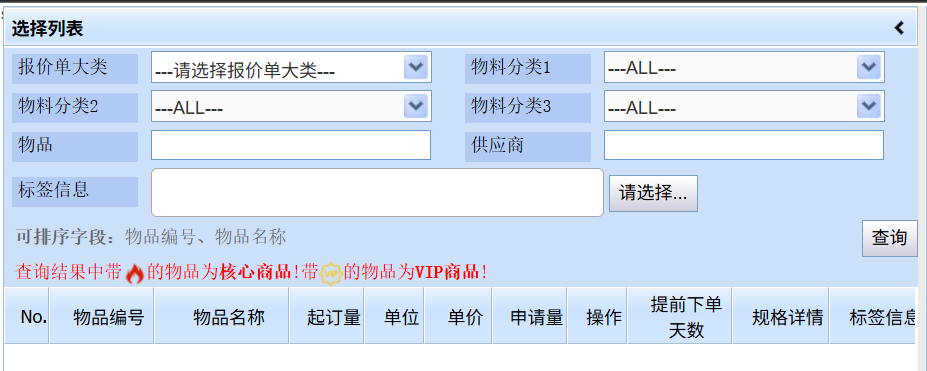 选择列表
报价单大类 ---请选择报价单大类--- 物料分类1 ---ALL---
物料分类2 ---ALL--- 物料分类3 ---ALL---
物品 供应商
标签信息 请选择...
可排序字段：物品编号、物品名称 查询
查询结果中带的物品为核心商品!带VIP的物品为VIP商品!
No. 物品编号 物品名称 起订量 单位 单价 申请量 操作 提前下单 规格详情 标签信息
天数